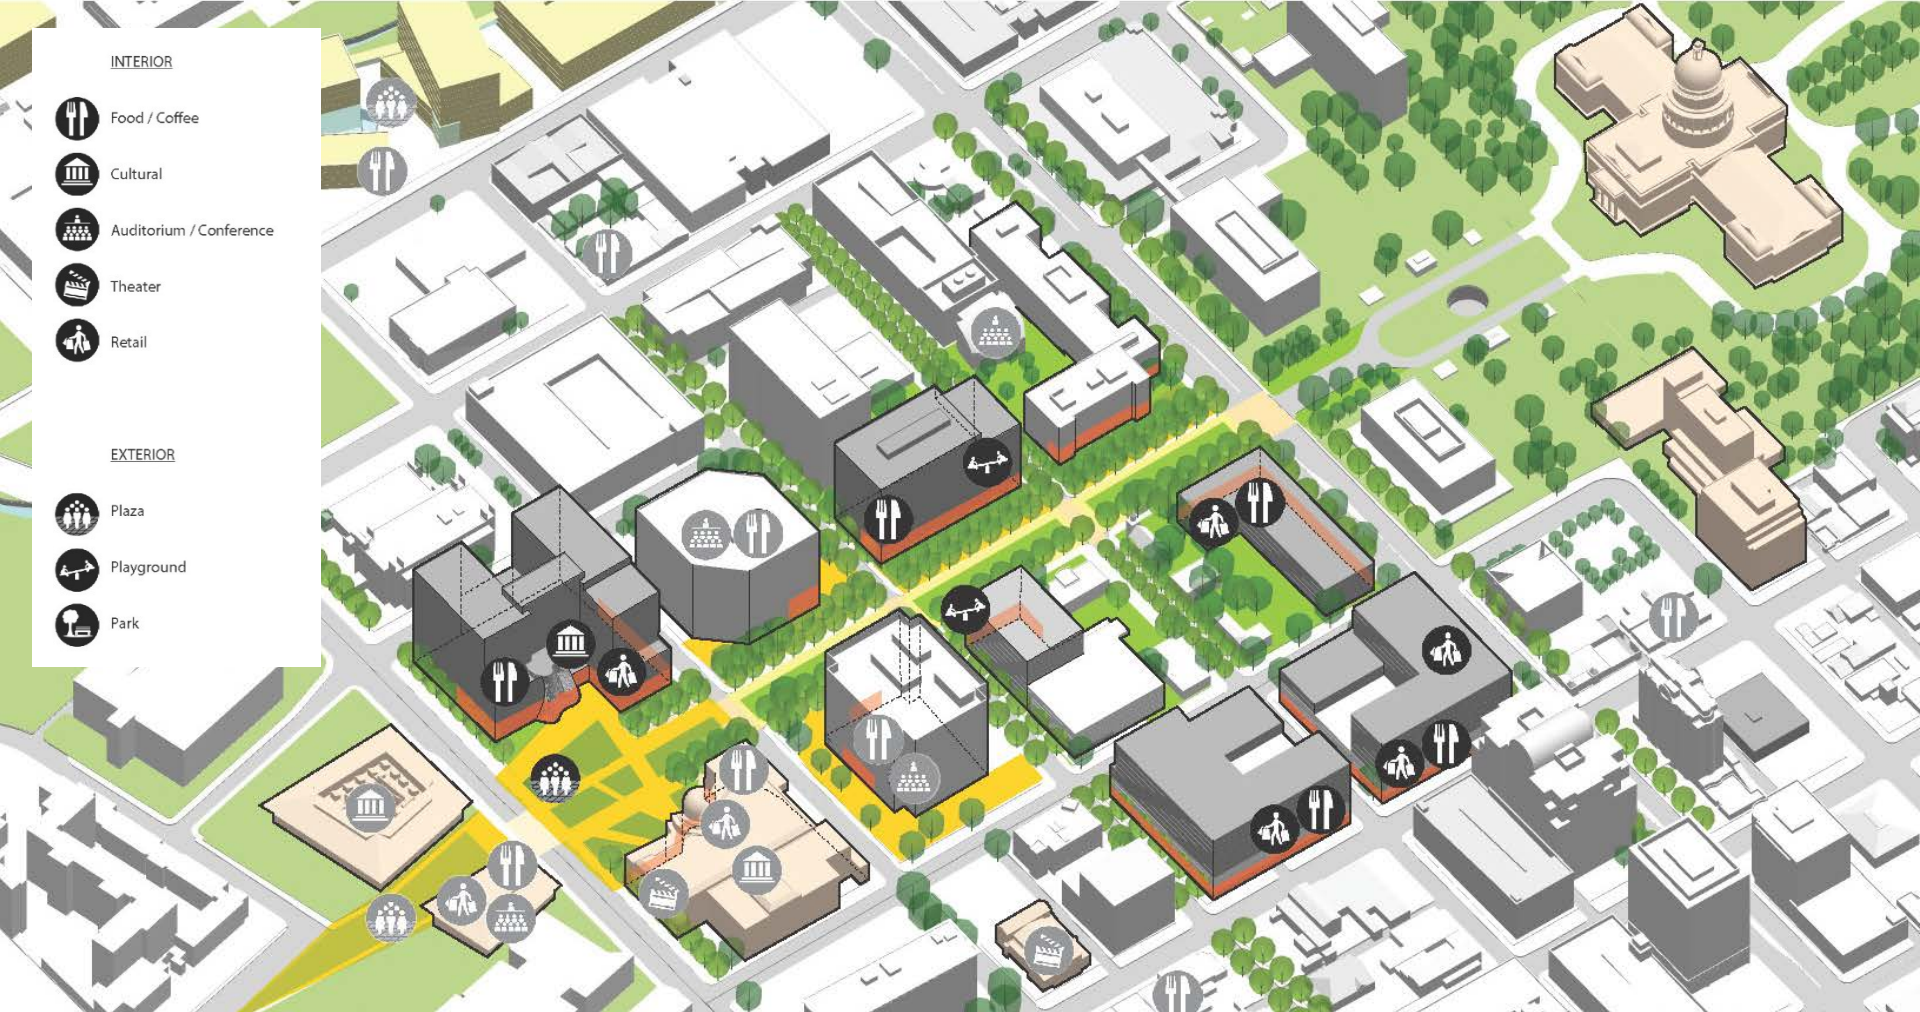 INTERIOR
Food / Coffee
Cultural
Auditorium / Conference
Theater
Retail
EXTERIOR
Plaza
Playground
Park